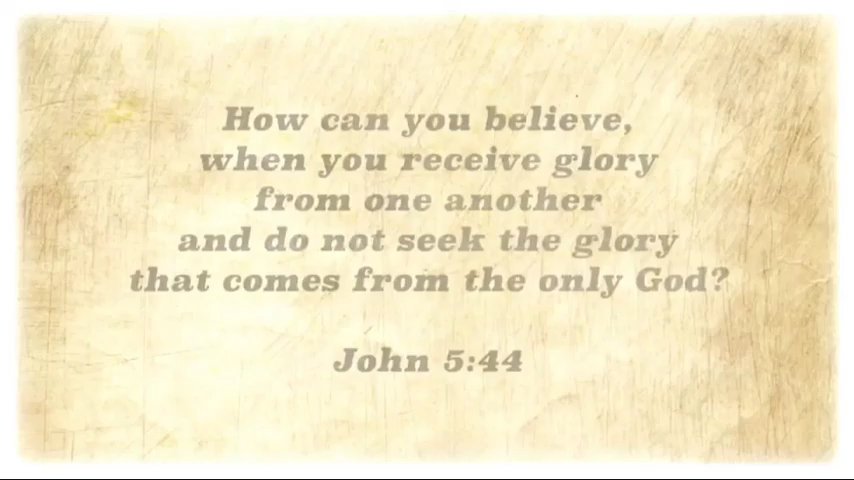 How can you believe,
when you receive glory
from one another
and do not seek the glory
that comes from the only God?
John 5:44